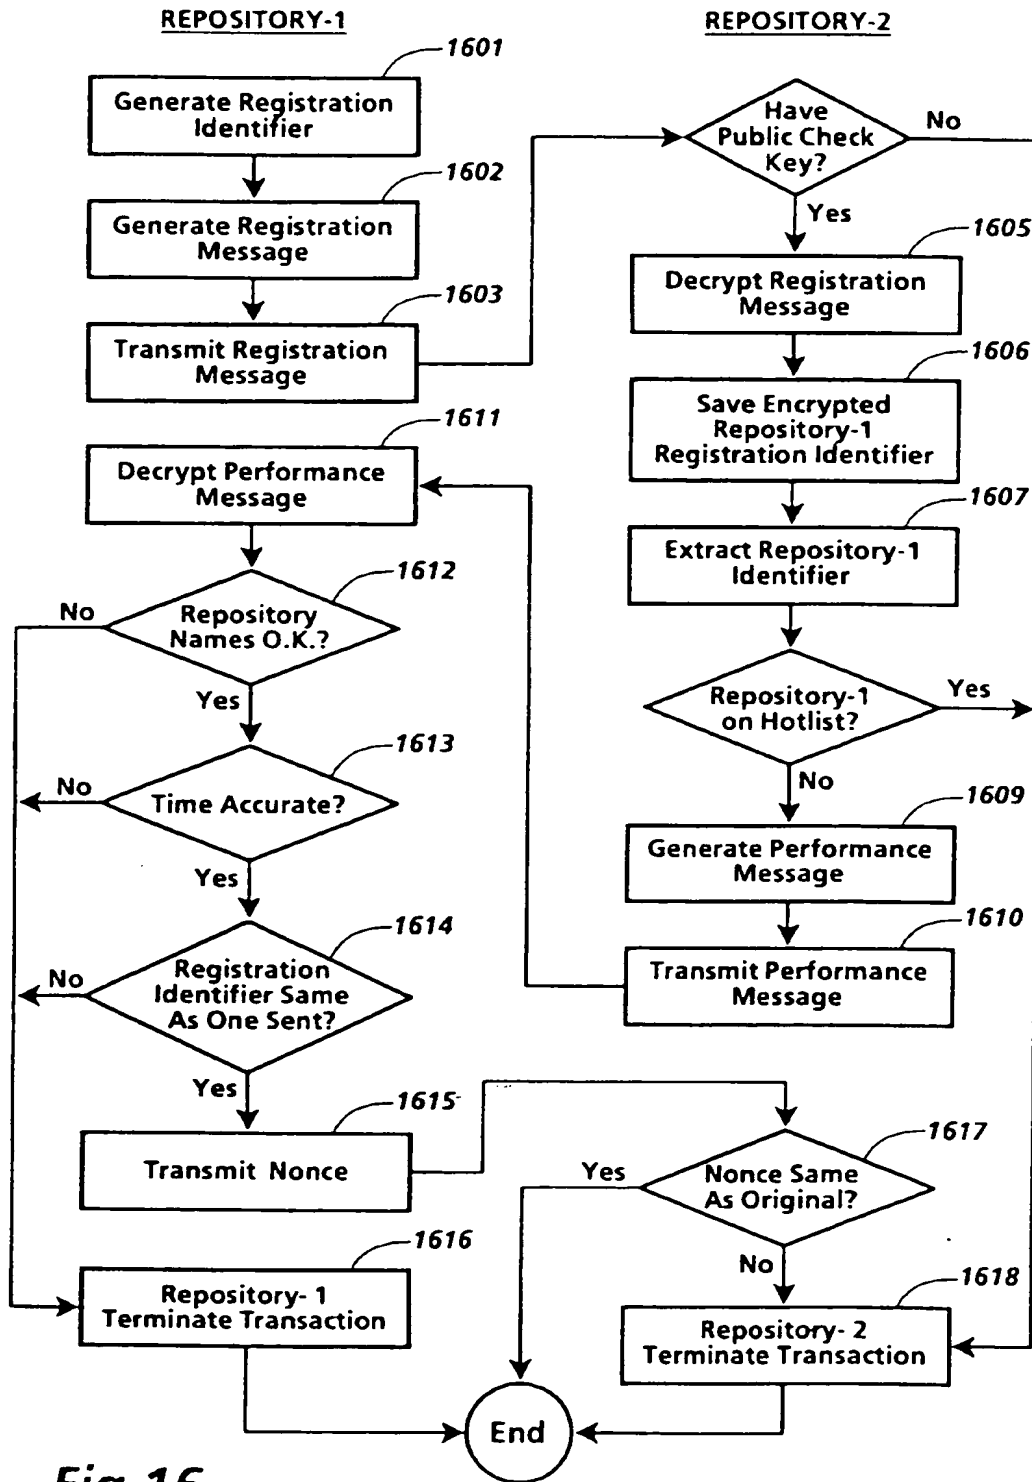 REPOSITORY-1
1601
Generate Registration
Identifier
1602
Generate Registration
Message
1603
Transmit Registration
Message
1611
Decrypt Performance
Message
1612
No
Repository
Names O.K.?
Yes
1613
No
Time Accurate?
Yes
1614
No
Registration
Identifier Same
As One Sent?
Yes
1615
Transmit Nonce
1616
Repository- 1
Terminate Transaction
REPOSITORY-2
Have
Public Check
Key?
No
Yes
1605
Decrypt Registration
Message
1606
Save Encrypted
Repository-1
Registration Identifier
1607
Extract Repository-1
Identifier
Repository-1
on Hotlist?
Yes
No
1609
Generate Performance
Message
1610
Transmit Performance
Message
1617
Yes
Nonce Same
As Original?
No
1618
Repository- 2
Terminate Transaction
End
Fig.16